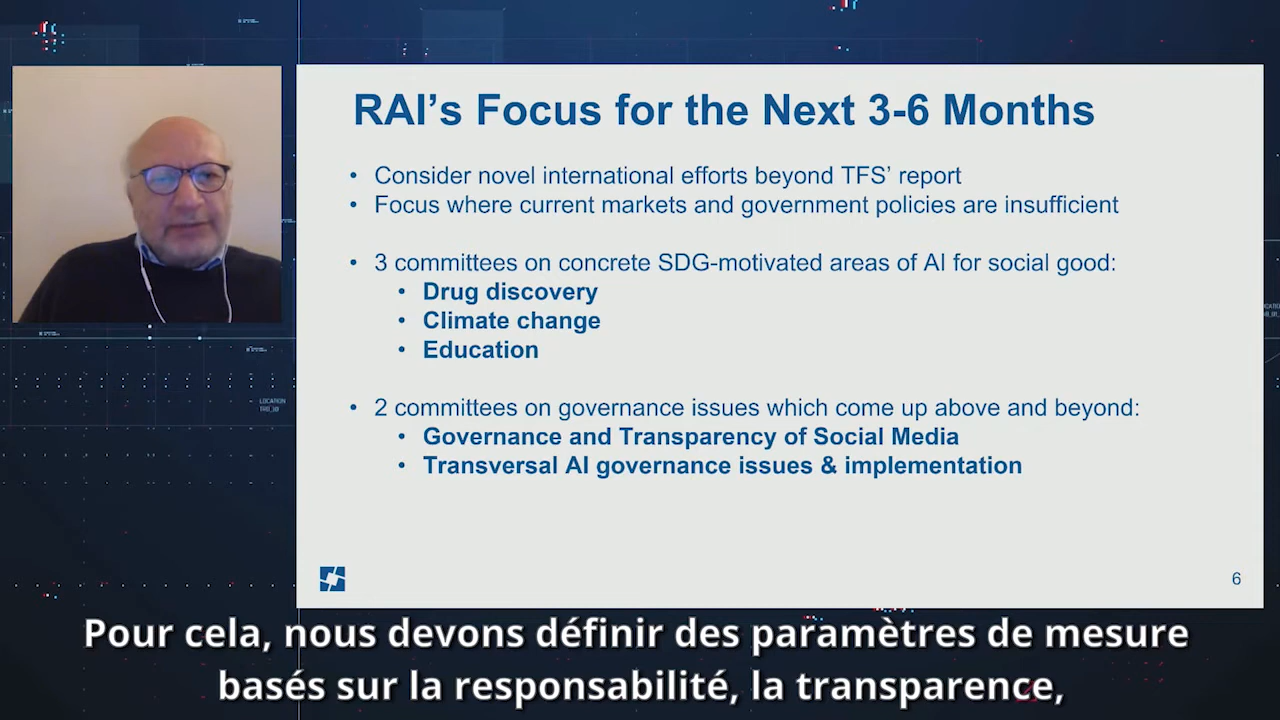 RAI’s Focus for the Next 3-6 Months
• Consider novel international efforts beyond TFS’ report
• Focus where current markets and government policies are insufficient
• 3 committees on concrete SDG-motivated areas of AI for social good:
• Drug discovery
• Climate change
• Education
• 2 committees on governance issues which come up above and beyond:
• Governance and Transparency of Social Media
• Transversal AI governance issues & implementation
6
LOCATION
Pour cela, nous devons définir des paramètres de mesure
basés sur la responsabilité, la transparence,